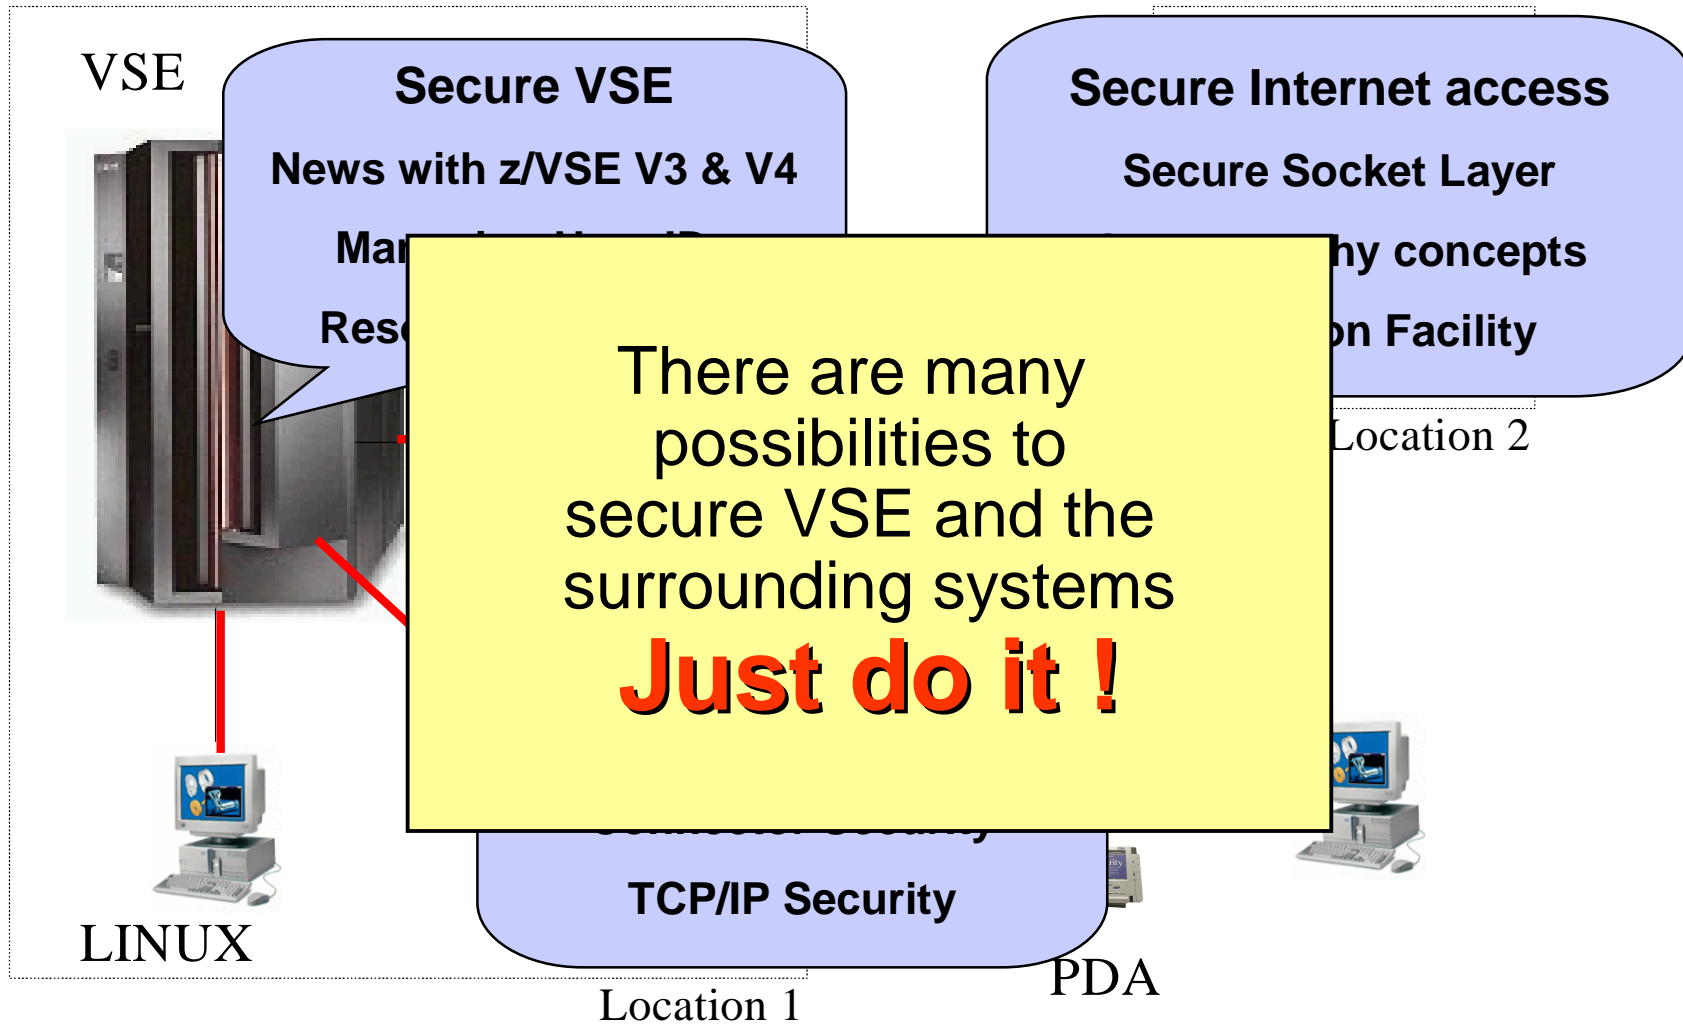 VSE
Secure VSE
News with z/VSE V3 & V4
Secure Internet access
Secure Socket Layer
concepts
Facility
There are many
possibilities to
secure VSE and the
surrounding systems
Just do it !
Location 2
Security
TCP/IP Security
LINUX
PDA
Location 1